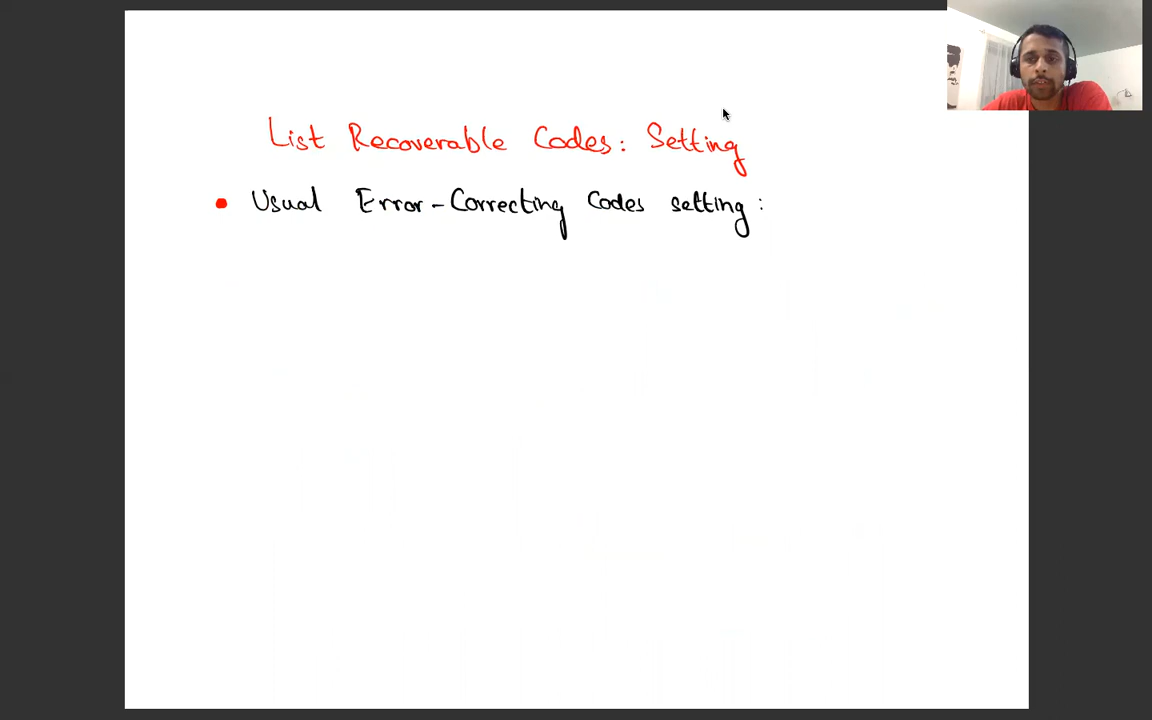 List Recoverable Codes: Setting
• Usual Error-Correcting Codes setting: